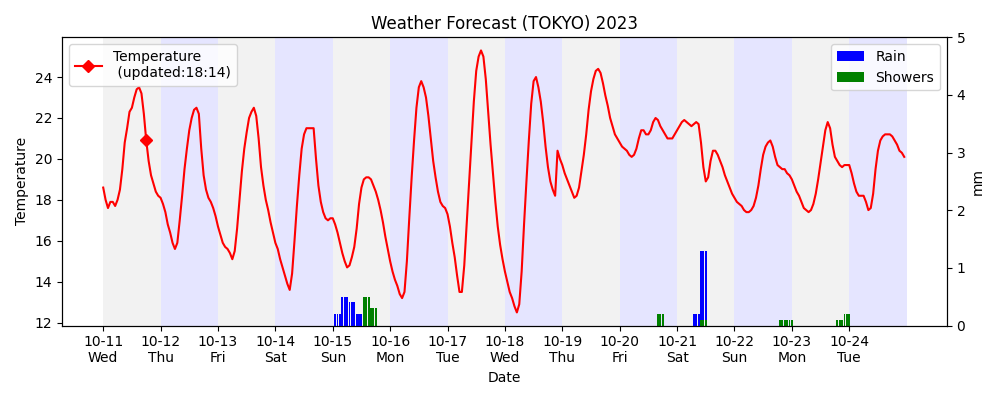 Weather Forecast (TOKYO) 2023
Temperature
(updated:18:14)
Rain
Showers
Temperature
24
22
20
18
16
14
12
5
4
3
2
1
0
mm
10-11 10-12 10-13 10-14 10-15 10-16 10-17 10-18 10-19 10-20 10-21 10-22 10-23 10-24
Wed Thu Fri Sat Sun Mon Tue Wed Thu Fri Sat Sun Mon Tue
Date